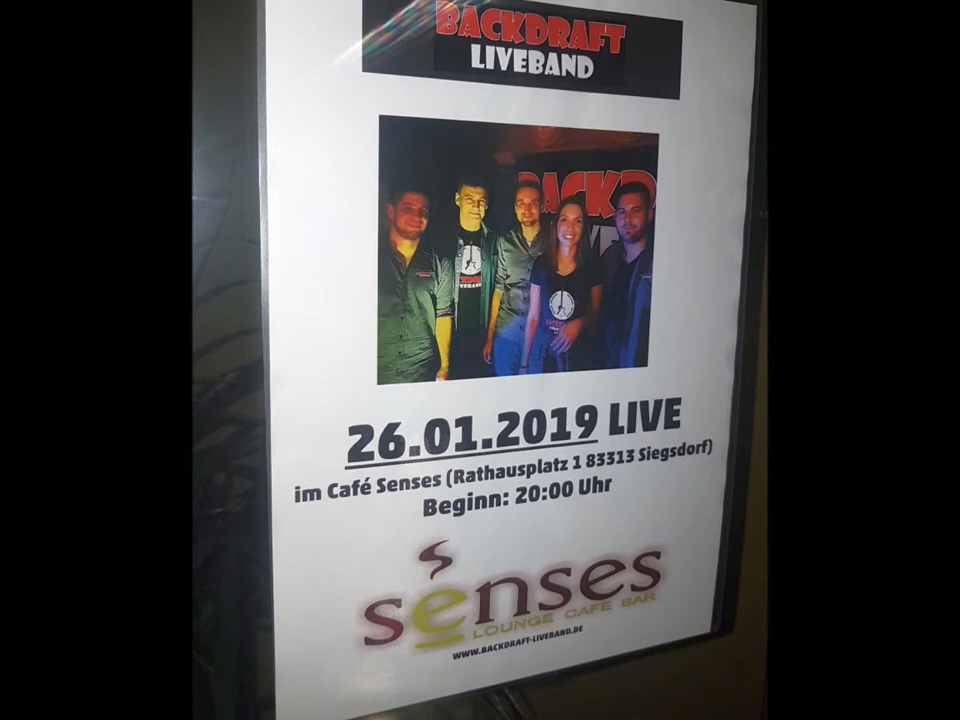 BACKDRAFT
LIVEBAND
BACKD
26.01.2019 LIVE
im Café Senses (Rathausplatz 1 83313 Siegsdorf)
Beginn: 20:00 Uhr
senses
LOUNGE CAFE BAR
WWW.BACKDRAFT-LIVEBAND.DE